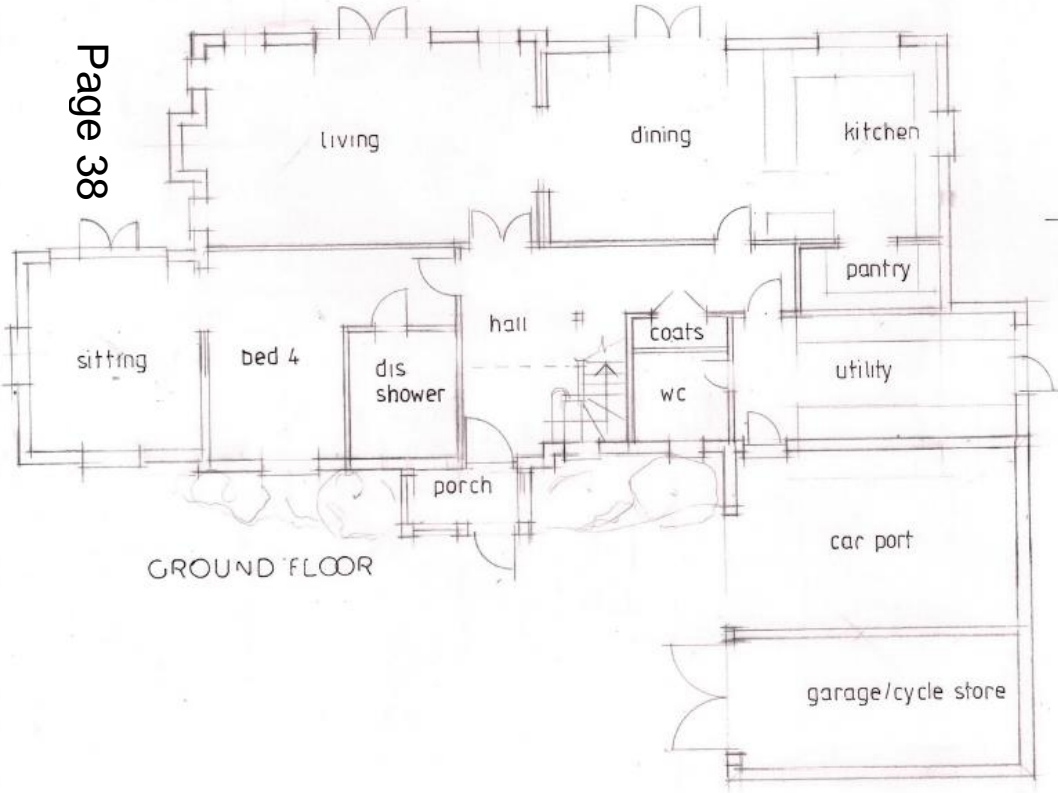 Page 38
living
dining
kitchen
pantry
sitting
bed 4
dis
shower
hall
coats
wc
utility
porch
GROUND FLOOR
car port
garage/cycle store